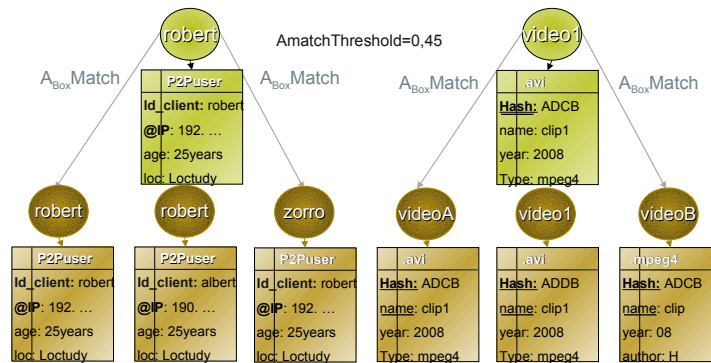 robert
AmatchThreshold=0,45
video1
ABoxMatch
ABoxMatch
ABoxMatch
ABoxMatch
P2Puser
Id_client: robert
@IP: 192. ...
age: 25years
loc: Loctudy
.avi
Hash: ADCB
name: clip1
year: 2008
Type: mpeg4
robert
robert
zorro
videoA
video1
videoB
P2Puser
Id_client: robert
@IP: 192. ...
age: 25years
loc: Loctudy
P2Puser
Id_client: albert
@IP: 190. ...
age: 25years
loc: Loctudy
P2Puser
Id_client: robert
@IP: 192. ...
age: 25years
loc: Loctudy
.avi
Hash: ADCB
name: clip1
year: 2008
Type: mpeg4
.avi
Hash: ADDB
name: clip1
year: 2008
Type: mpeg4
.mpeg4
Hash: ADCB
name: clip
year: 08
author: H